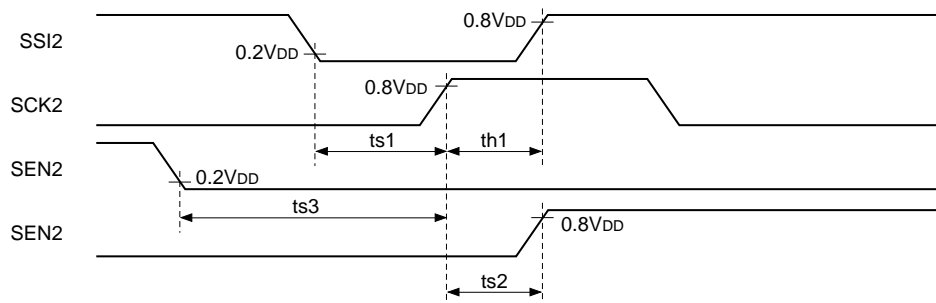 SSI2
0.2VDD
0.8VDD
SCK2
0.8VDD
ts1
th1
SEN2
0.2VDD
ts3
SEN2
0.8VDD
ts2